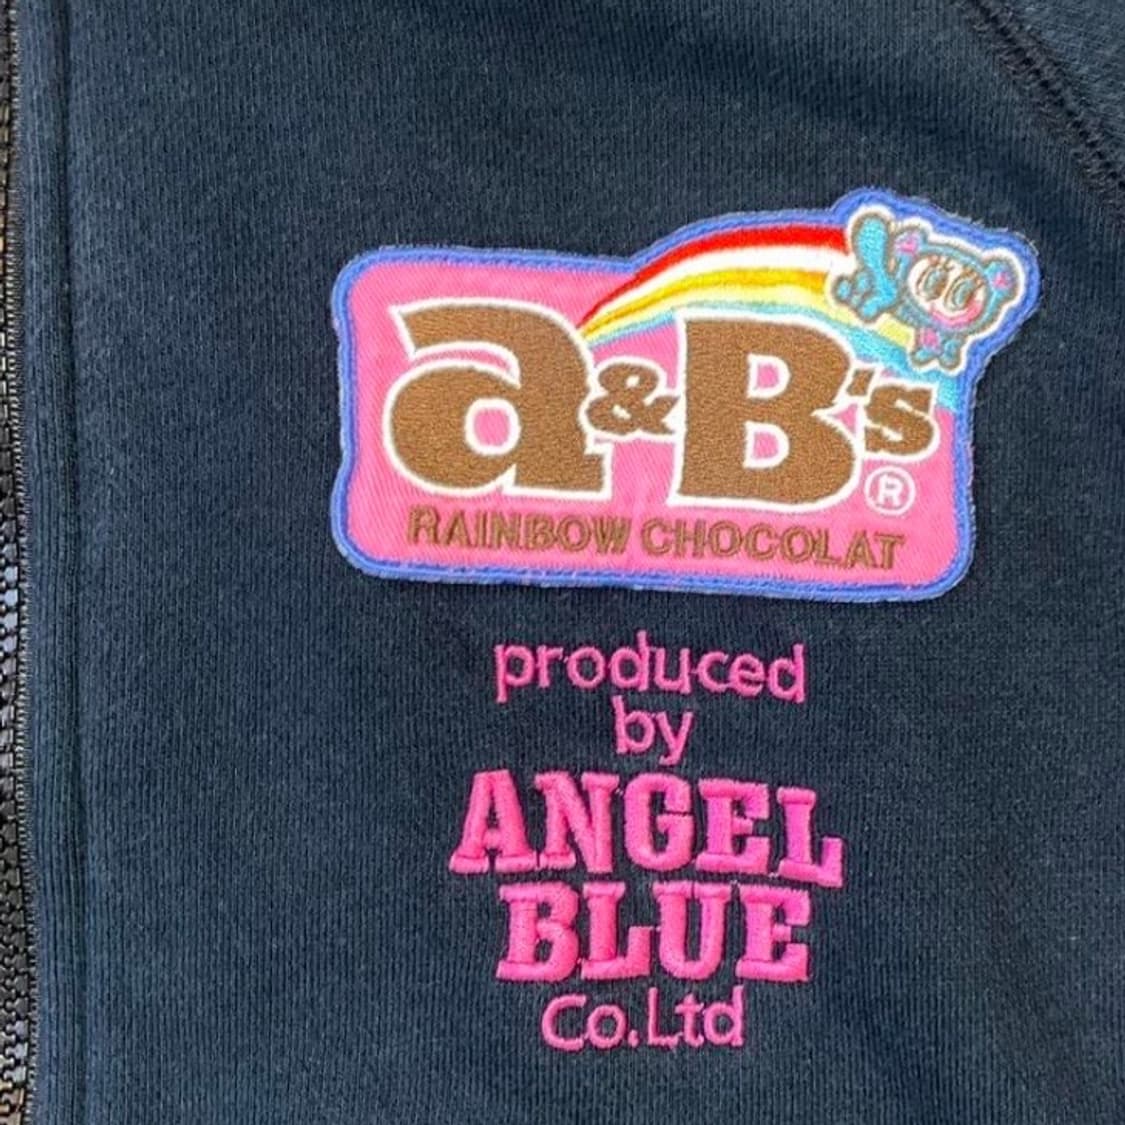 a&B's®
RAINBOW CHOCOLAT
produced
by
ANGEL
BLUE
Co.Ltd